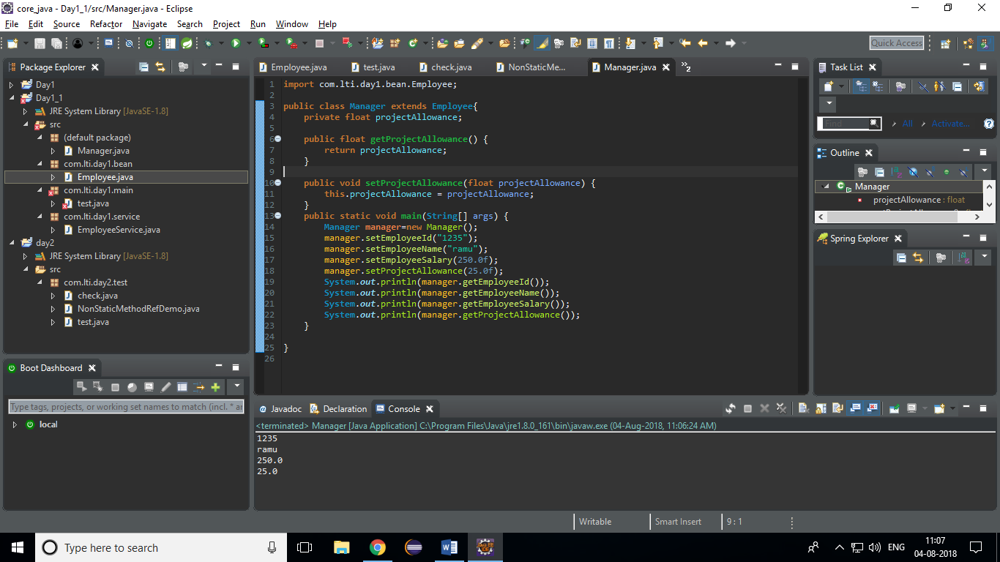 core_java - Day1_1/src/Manager.java - Eclipse
File Edit Source Refactor Navigate Search Project Run Window Help
Quick Access
Package Explorer
Day1
Day1_1
JRE System Library [JavaSE-1.8]
src
(default package)
Manager.java
com.lti.day1.bean
Employee.java
com.lti.day1.main
test.java
com.lti.day1.service
EmployeeService.java
day2
JRE System Library [JavaSE-1.8]
src
com.lti.day2.test
check.java
NonStaticMethodRefDemo.java
test.java
Boot Dashboard
Type tags, projects, or working set names to match (incl. * ar
local
Employee.java test.java check.java NonStaticMe... Manager.java »2
1 import com.lti.day1.bean.Employee;
2
3 public class Manager extends Employee{
4 private float projectAllowance;
5
6 public float getProjectAllowance() {
7 return projectAllowance;
8 }
9
10 public void setProjectAllowance(float projectAllowance) {
11 this.projectAllowance = projectAllowance;
12 }
13 public static void main(String[] args) {
14 Manager manager=new Manager();
15 manager.setEmployeeId("1235");
16 manager.setEmployeeName("ramu");
17 manager.setEmployeeSalary(250.0f);
18 manager.setProjectAllowance(25.0f);
19 System.out.println(manager.getEmployeeId());
20 System.out.println(manager.getEmployeeName());
21 System.out.println(manager.getEmployeeSalary());
22 System.out.println(manager.getProjectAllowance());
23 }
24
25 }
26
Javadoc Declaration Console
<terminated> Manager [Java Application] C:\Program Files\Java\jre1.8.0_161\bin\javaw.exe (04-Aug-2018, 11:06:24 AM)
1235
ramu
250.0
25.0
Task List
Find All Activate...
Outline
Manager
projectAllowance : float
Spring Explorer
Writable Smart Insert 9 : 1
Type here to search
ENG
11:07
04-08-2018